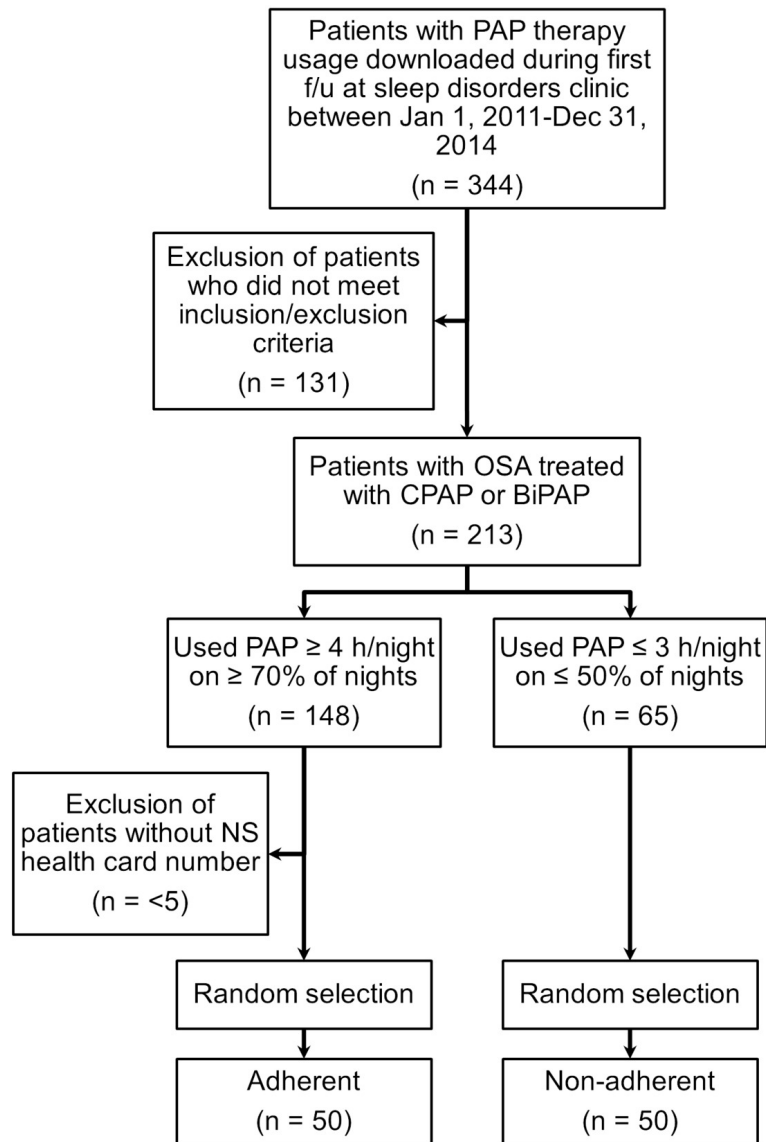 Patients with PAP therapy
usage downloaded during first
f/u at sleep disorders clinic
between Jan 1, 2011-Dec 31,
2014
(n = 344)
Exclusion of patients
who did not meet
inclusion/exclusion
criteria
(n = 131)
Patients with OSA treated
with CPAP or BiPAP
(n = 213)
Used PAP ≥ 4 h/night
on ≥ 70% of nights
(n = 148)
Used PAP ≤ 3 h/night
on ≤ 50% of nights
(n = 65)
Exclusion of
patients without NS
health card number
(n = <5)
Random selection
Random selection
Adherent
(n = 50)
Non-adherent
(n = 50)